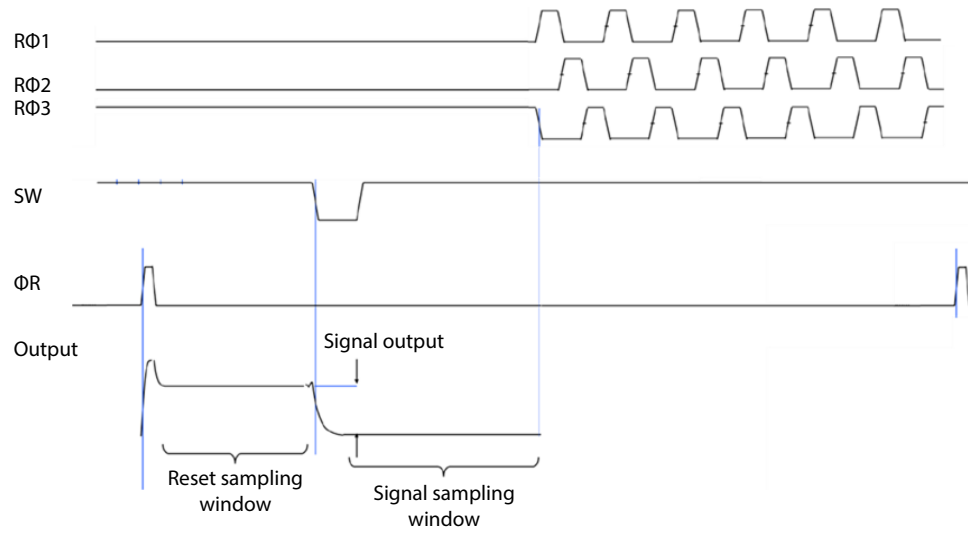 RΦ1
RΦ2
RΦ3
SW
ΦR
Output
Signal output
Reset sampling
window
Signal sampling
window